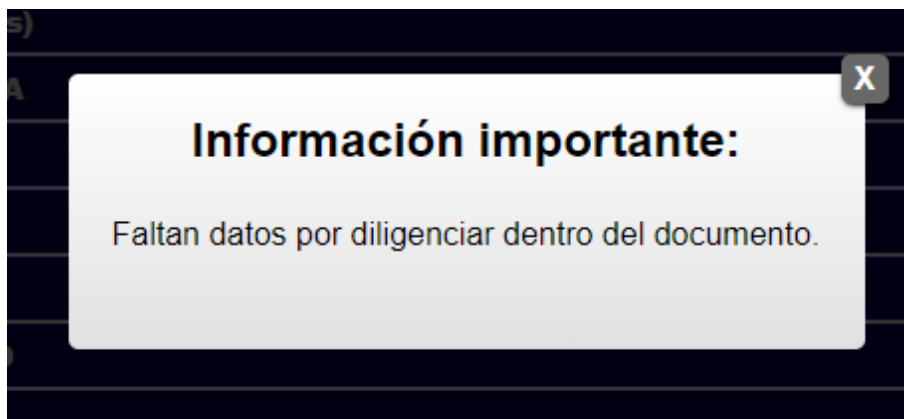 s)
A
X
Información importante:
Faltan datos por diligenciar dentro del documento.